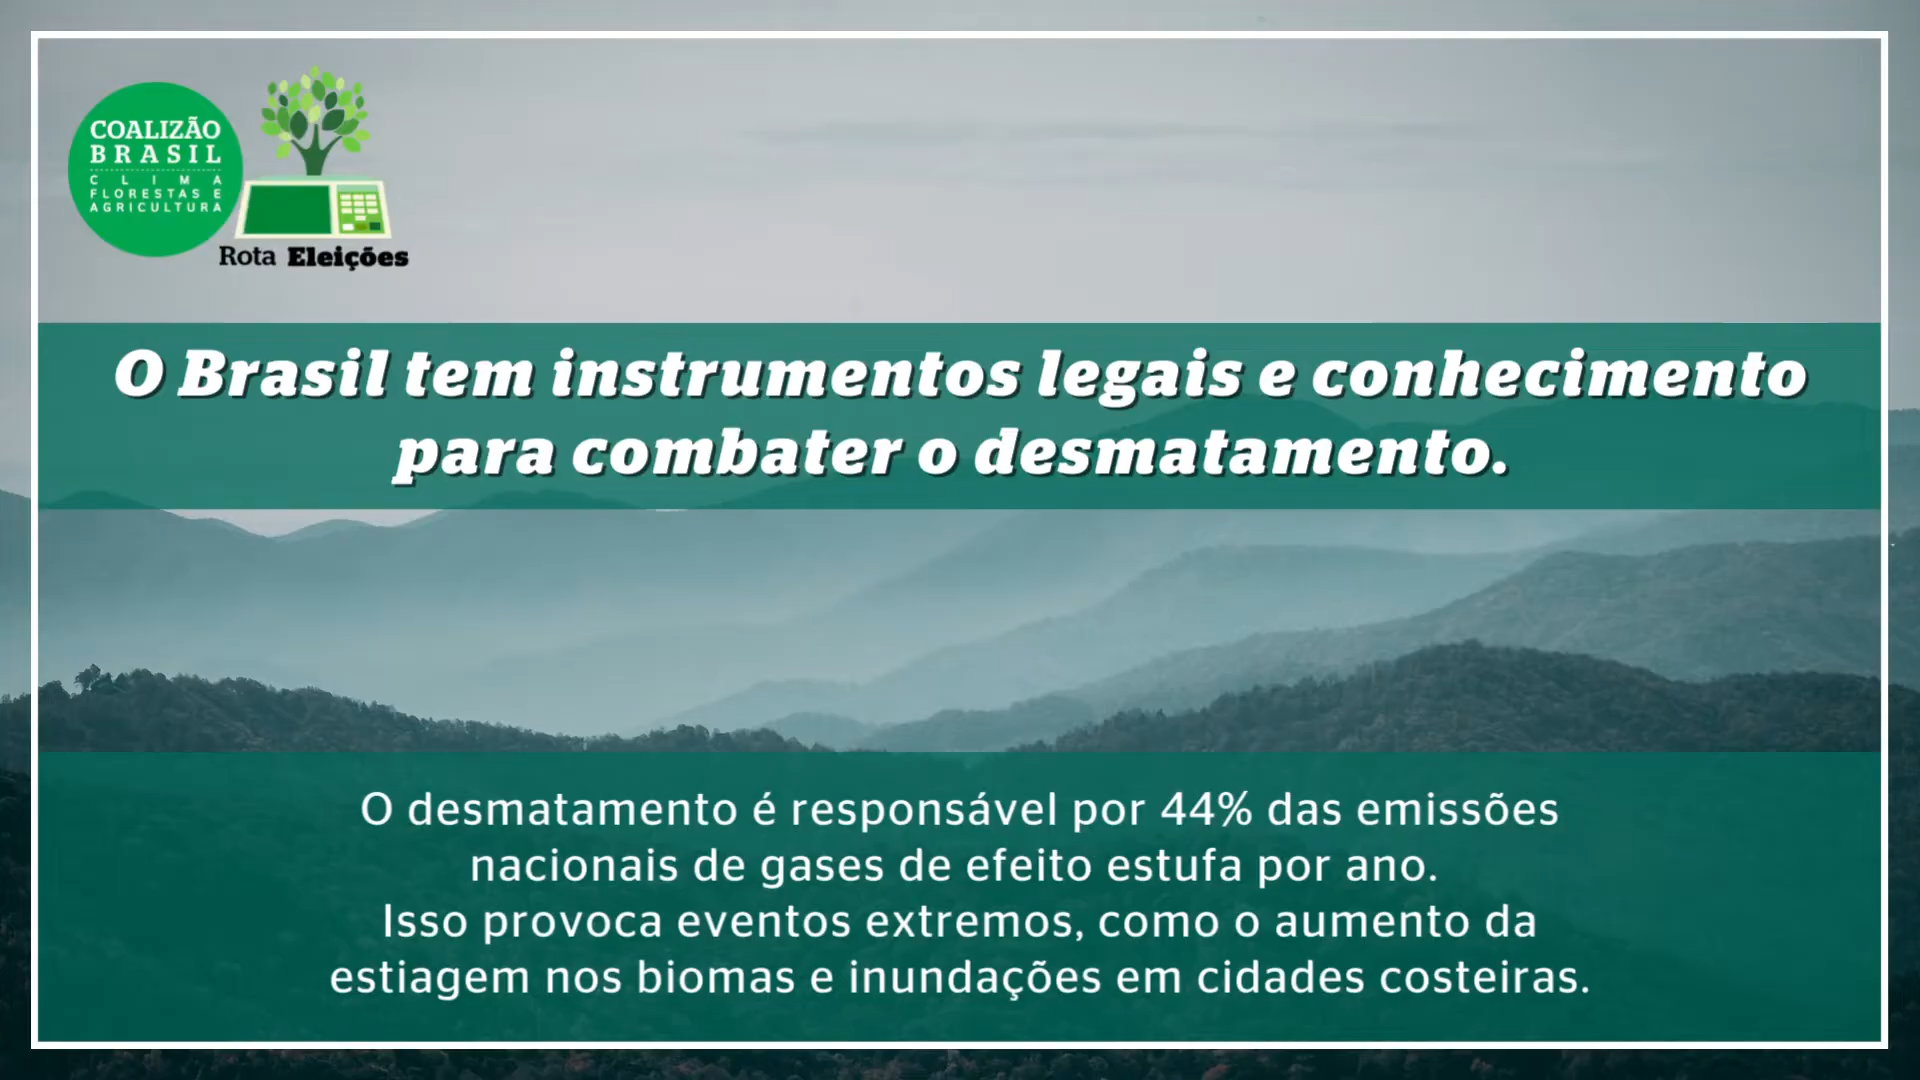 COALIZÃO
BRASIL
CLIMA
FLORESTAS E
AGRICULTURA
Rota Eleições
O Brasil tem instrumentos legais e conhecimento
para combater o desmatamento.
O desmatamento é responsável por 44% das emissões
nacionais de gases de efeito estufa por ano.
Isso provoca eventos extremos, como o aumento da
estiagem nos biomas e inundações em cidades costeiras.